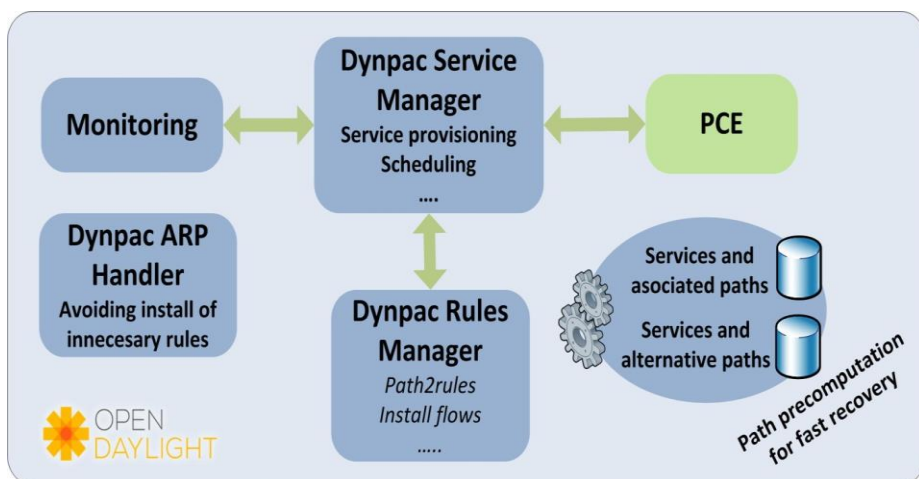 Dynpac Service
Manager
Service provisioning
Scheduling
....
Monitoring
PCE
Dynpac ARP
Handler
Avoiding install of
innecesary rules
Dynpac Rules
Manager
Path2rules
Install flows
.....
Services and
asociated paths
Services and
alternative paths
Path precomputation
for fast recovery
OPEN
DAYLIGHT